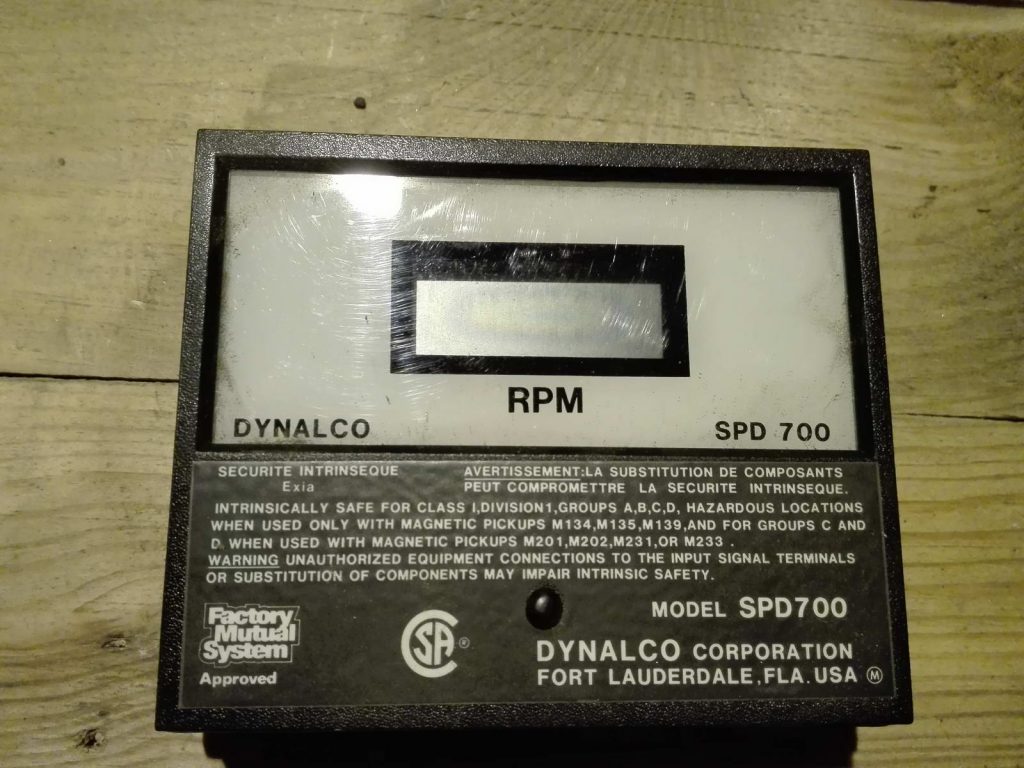 RPM
DYNALCO SPD 700
SECURITE INTRINSEQUE
Exia
AVERTISSEMENT:LA SUBSTITUTION DE COMPOSANTS
PEUT COMPROMETTRE LA SECURITE INTRINSEQUE.
INTRINSICALLY SAFE FOR CLASS I,DIVISION1,GROUPS A,B,C,D, HAZARDOUS LOCATIONS
WHEN USED ONLY WITH MAGNETIC PICKUPS M134,M135,M139,AND FOR GROUPS C AND
D. WHEN USED WITH MAGNETIC PICKUPS M201,M202,M231,OR M233 .
WARNING UNAUTHORIZED EQUIPMENT CONNECTIONS TO THE INPUT SIGNAL TERMINALS
OR SUBSTITUTION OF COMPONENTS MAY IMPAIR INTRINSIC SAFETY.
Factory
Mutual
System
Approved
CSA ®
MODEL SPD700
DYNALCO CORPORATION
FORT LAUDERDALE,FLA. USA Ⓜ